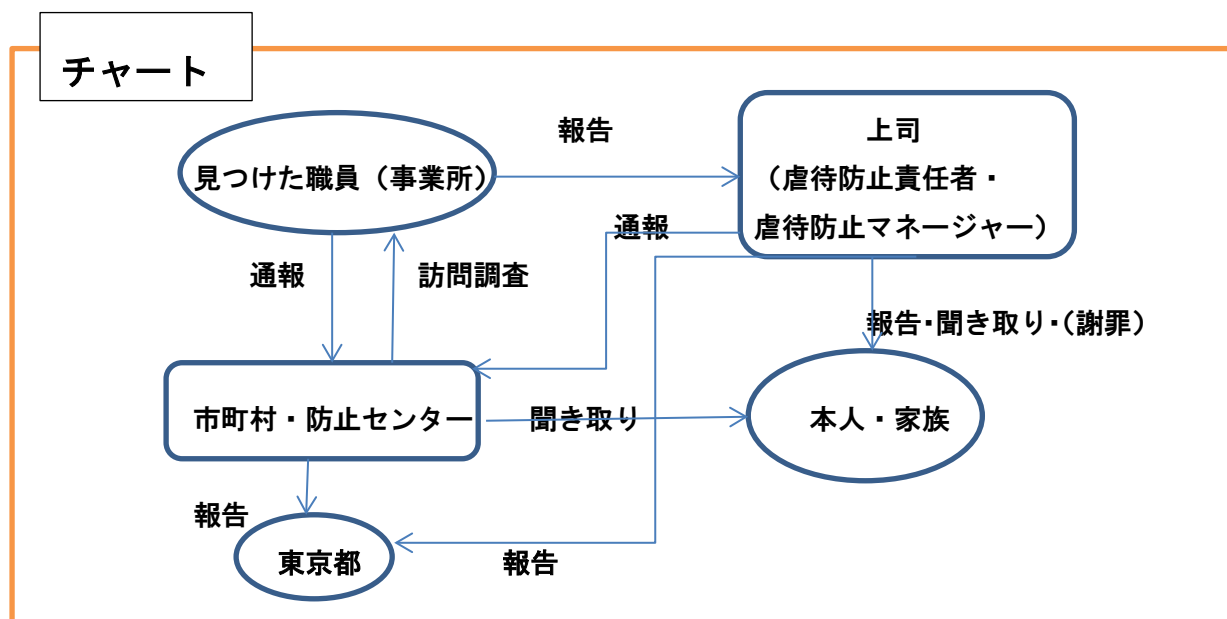 チャート
報告
上司
見つけた職員（事業所）
（虐待防止責任者・
虐待防止マネージャー）
通報
通報
訪問調査
報告・聞き取り・（謝罪）
市町村・防止センター
聞き取り
本人・家族
報告
東京都
報告